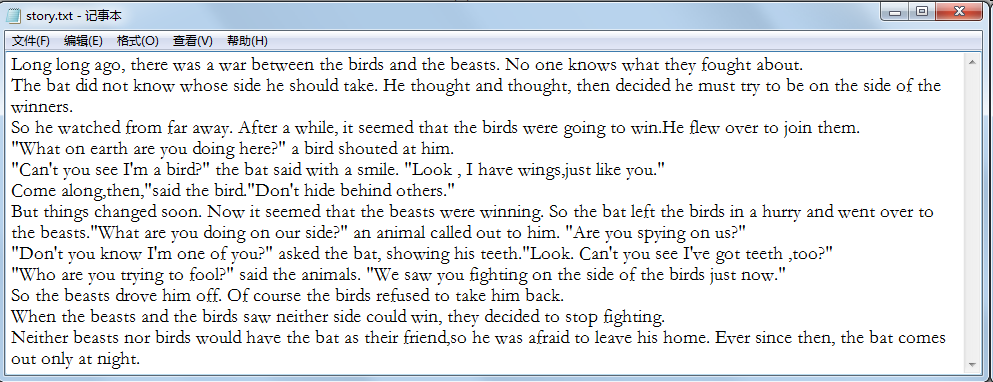 story.txt - 记事本
文件(F) 编辑(E) 格式(O) 查看(V) 帮助(H)
Long long ago, there was a war between the birds and the beasts. No one knows what they fought about.
The bat did not know whose side he should take. He thought and thought, then decided he must try to be on the side of the
winners.
So he watched from far away. After a while, it seemed that the birds were going to win.He flew over to join them.
"What on earth are you doing here?" a bird shouted at him.
"Can't you see I'm a bird?" the bat said with a smile. "Look , I have wings,just like you."
Come along,then,"said the bird."Don't hide behind others."
But things changed soon. Now it seemed that the beasts were winning. So the bat left the birds in a hurry and went over to
the beasts."What are you doing on our side?" an animal called out to him. "Are you spying on us?"
"Don't you know I'm one of you?" asked the bat, showing his teeth."Look. Can't you see I've got teeth ,too?"
"Who are you trying to fool?" said the animals. "We saw you fighting on the side of the birds just now."
So the beasts drove him off. Of course the birds refused to take him back.
When the beasts and the birds saw neither side could win, they decided to stop fighting.
Neither beasts nor birds would have the bat as their friend,so he was afraid to leave his home. Ever since then, the bat comes
out only at night.